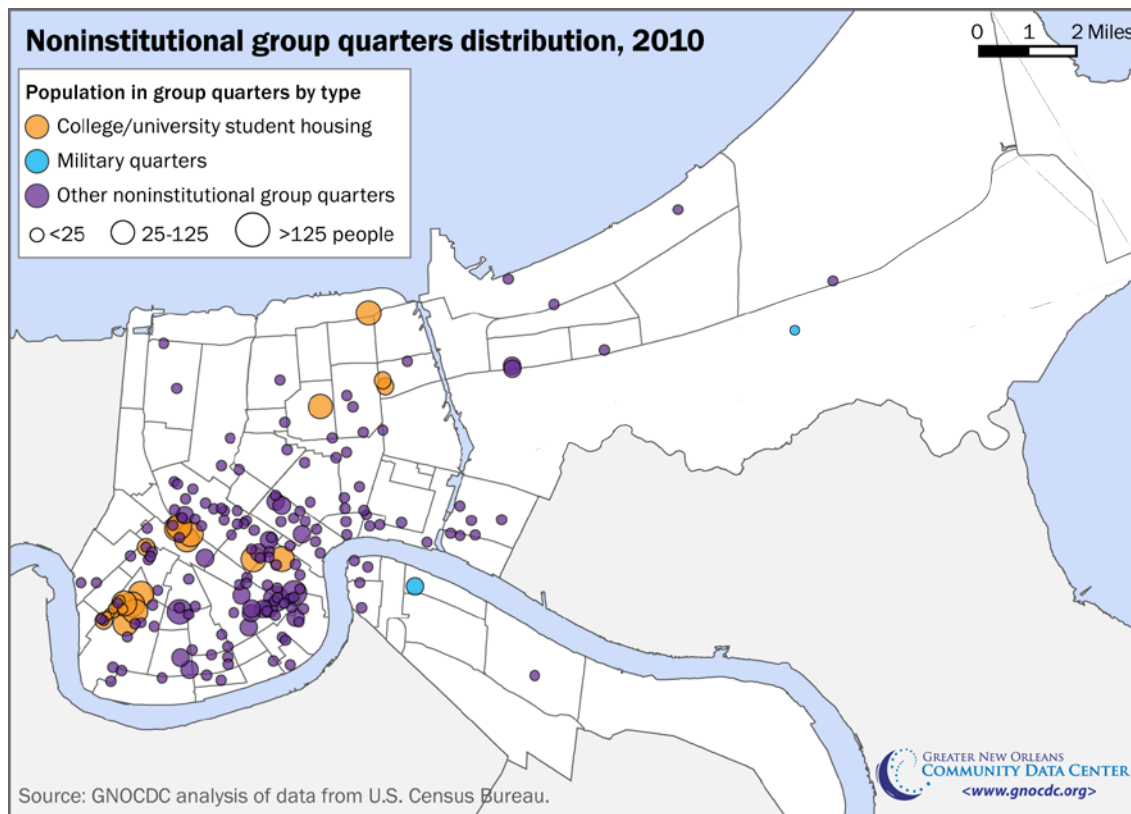 Noninstitutional group quarters distribution, 2010
0 1 2 Miles
Population in group quarters by type
College/university student housing
Military quarters
Other noninstitutional group quarters
<25 25-125 >125 people
GREATER NEW ORLEANS
COMMUNITY DATA CENTER
<www.gnocdc.org>
Source: GNOCDC analysis of data from U.S. Census Bureau.